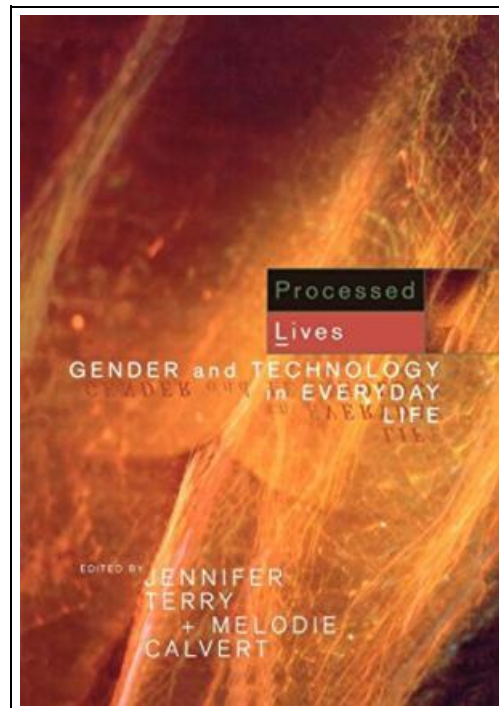 Processed
Lives
GENDER and TECHNOLOGY
in EVERYDAY
LIFE
EDITED BY JENNIFER
TERRY
+ MELODIE
CALVERT